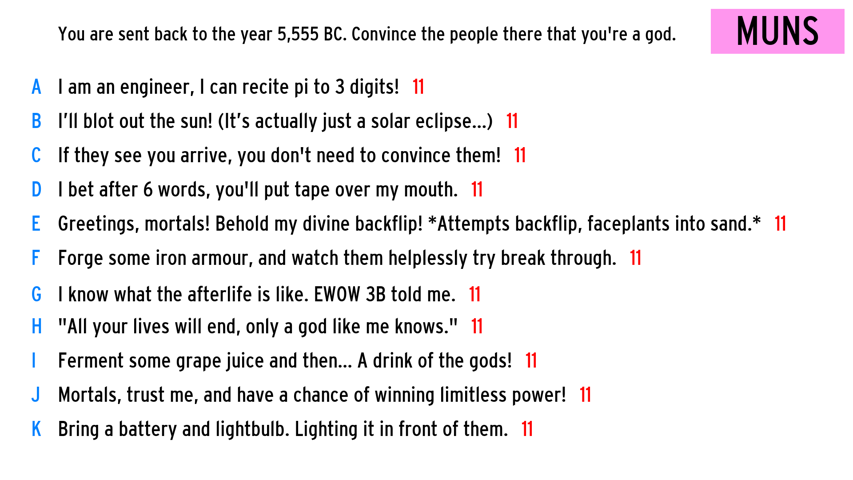 You are sent back to the year 5,555 BC. Convince the people there that you're a god.
MUNS
A I am an engineer, I can recite pi to 3 digits! 11
B I'll blot out the sun! (It's actually just a solar eclipse...) 11
C If they see you arrive, you don't need to convince them! 11
D I bet after 6 words, you'll put tape over my mouth. 11
E Greetings, mortals! Behold my divine backflip! *Attempts backflip, faceplants into sand.* 11
F Forge some iron armour, and watch them helplessly try break through. 11
G I know what the afterlife is like. EWOW 3B told me. 11
H "All your lives will end, only a god like me knows." 11
I Ferment some grape juice and then... A drink of the gods! 11
J Mortals, trust me, and have a chance of winning limitless power! 11
K Bring a battery and lightbulb. Lighting it in front of them. 11